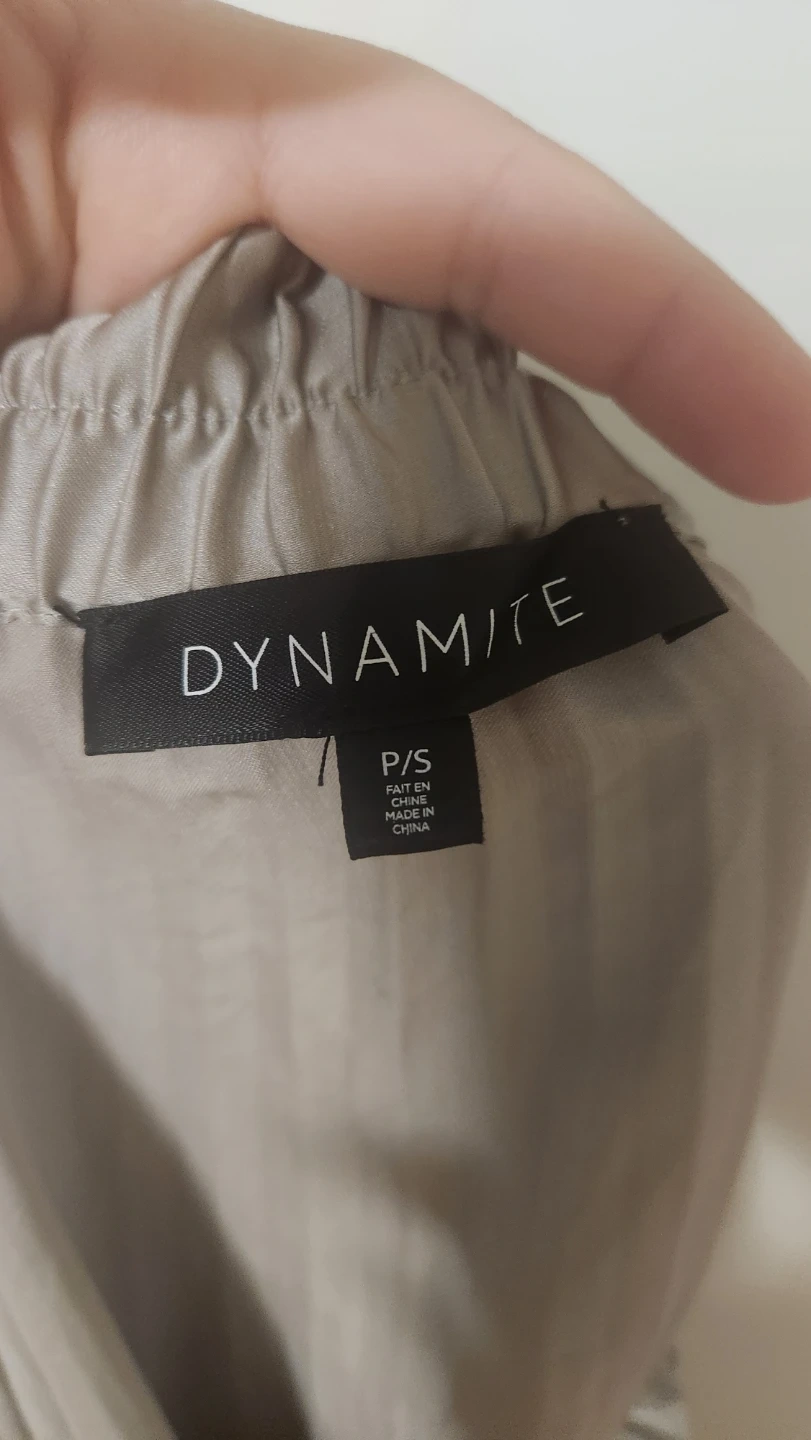 DYNAMITE
P/S
FAIT EN
CHINE
MADE IN
CHINA